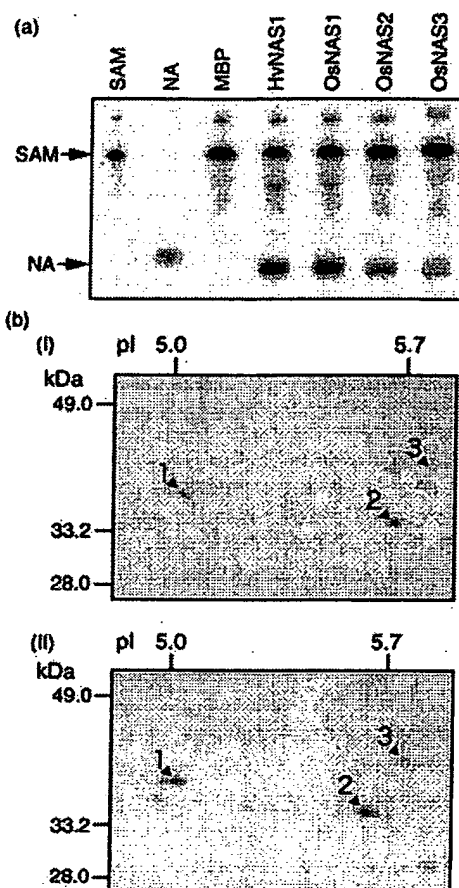 (a)
SAM
NA
MBP
HvNAS1
OsNAS1
OsNAS2
OsNAS3
SAM
NA
(b)
(I) pI 5.0 5.7
kDa
49.0
3
1
2
33.2
28.0
(II) pI 5.0 5.7
kDa
49.0
3
1
2
33.2
28.0